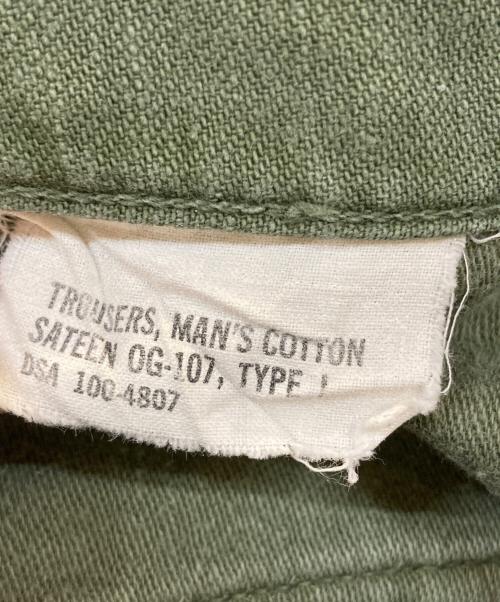 TROUSERS, MAN'S COTTON
SATEEN OG-107, TYPE I
DSA 100-4807